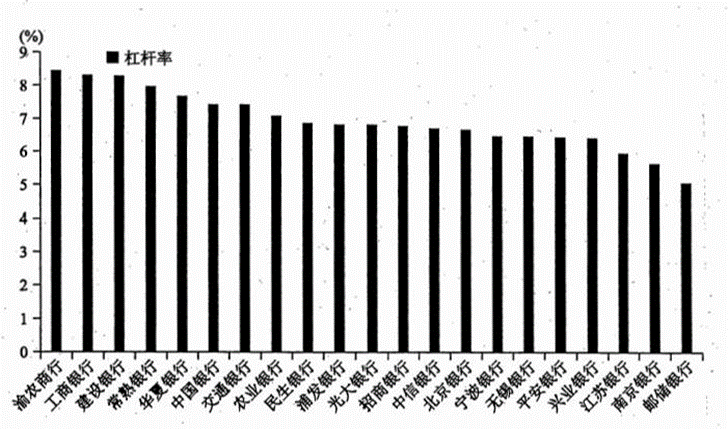 (%)
9
杠杆率
8
7
6
5
4
3
2
1
0
渝农商行
工商银行
建设银行
常熟银行
华夏银行
中国银行
交通银行
农业银行
民生银行
浦发银行
光大银行
招商银行
中信银行
北京银行
宁波银行
无锡银行
平安银行
兴业银行
江苏银行
南京银行
邮储银行